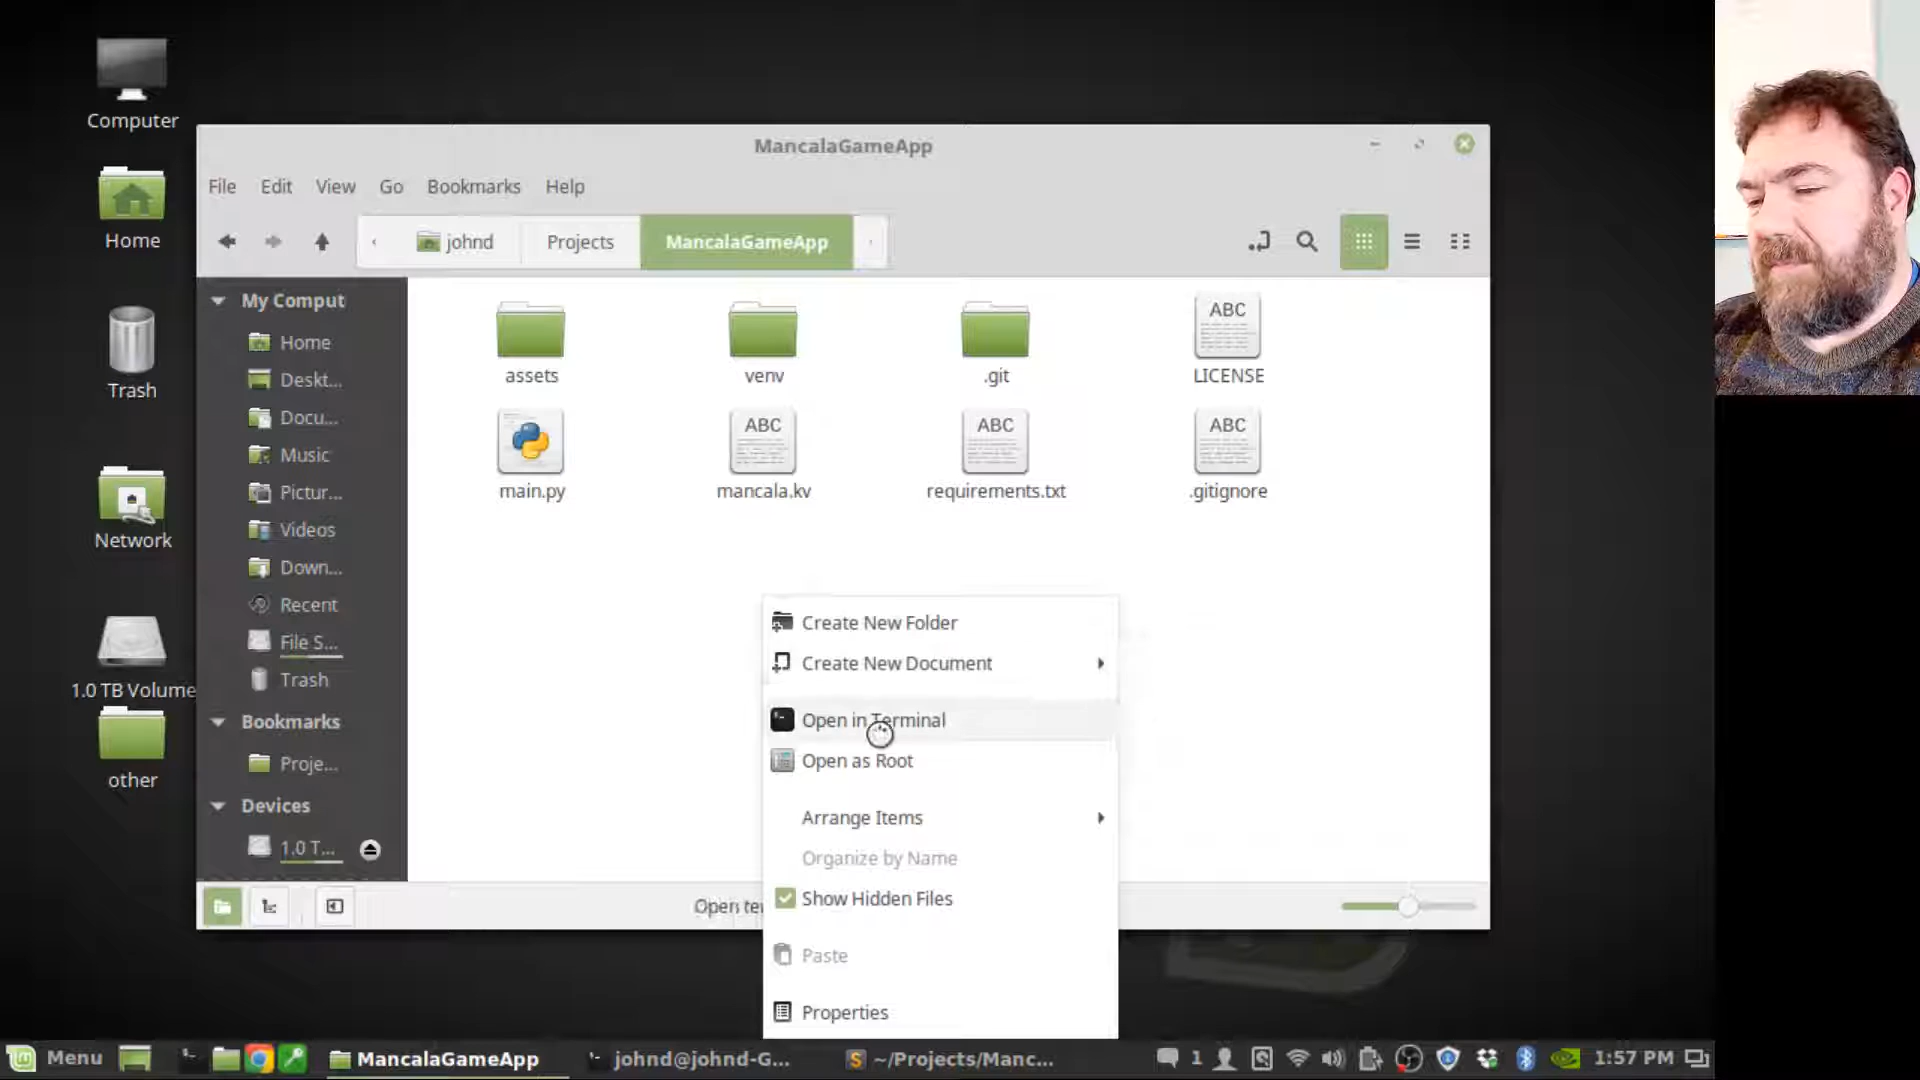 Computer
Home
Trash
Network
1.0 TB Volume
other
MancalaGameApp
File Edit View Go Bookmarks Help
johnd Projects MancalaGameApp
My Comput
Home
Deskt...
Docu...
Music
Pictur...
Videos
Down...
Recent
File S...
Trash
Bookmarks
Proje...
Devices
1.0 T...
assets venv .git ABC LICENSE
main.py ABC mancala.kv ABC requirements.txt ABC .gitignore
Create New Folder
Create New Document
Open in Terminal
Open as Root
Arrange Items
Organize by Name
Show Hidden Files
Paste
Properties
Open te
Menu MancalaGameApp johnd@johnd-G... S ~/Projects/Manc... 1 1:57 PM